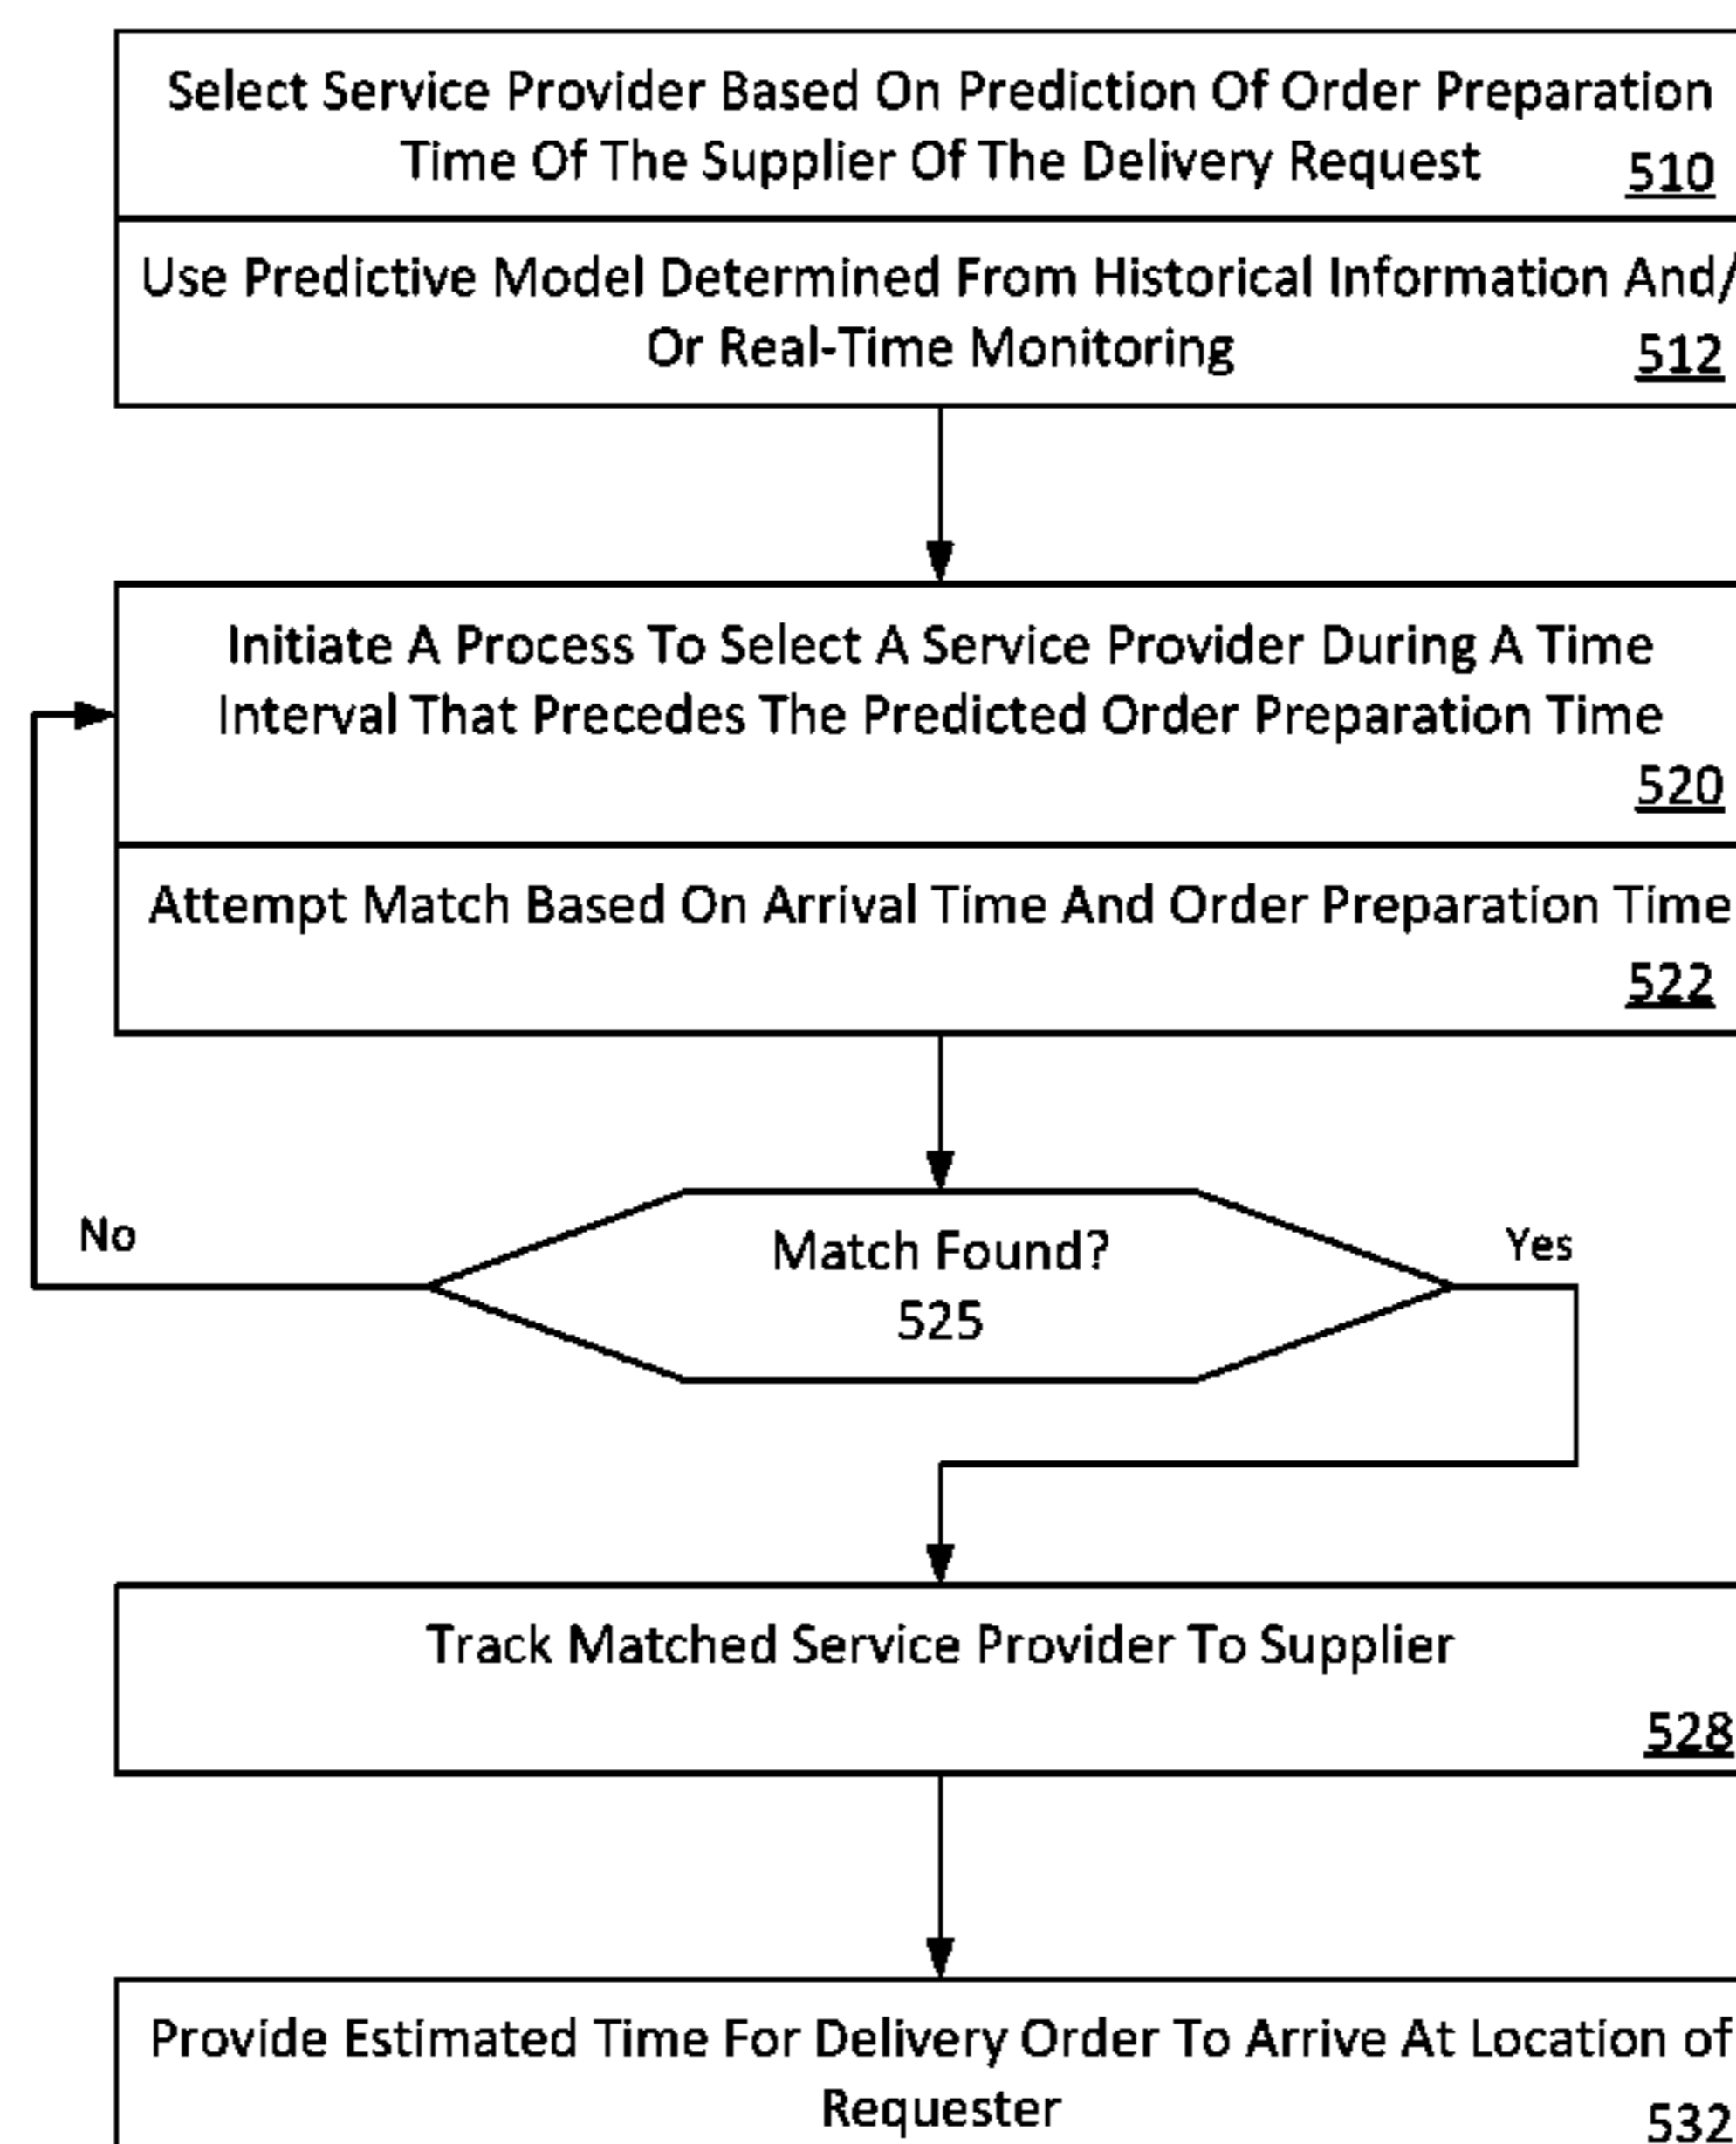 Select Service Provider Based On Prediction Of Order Preparation
Time Of The Supplier Of The Delivery Request
510
Use Predictive Model Determined From Historical Information And/
Or Real-Time Monitoring
512
Initiate A Process To Select A Service Provider During A Time
Interval That Precedes The Predicted Order Preparation Time
520
Attempt Match Based On Arrival Time And Order Preparation Time
522
No
Match Found?
525
Yes
Track Matched Service Provider To Supplier
528
Provide Estimated Time For Delivery Order To Arrive At Location of
Requester
532